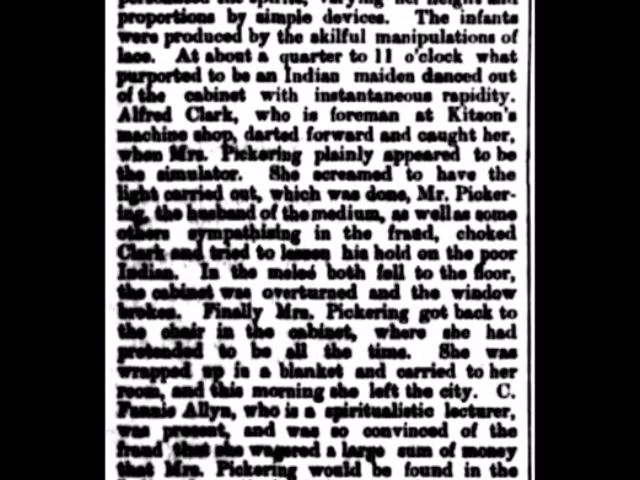 personated the spirits, varying her height and
proportions by simple devices. The infants
were produced by the skilful manipulations of
lace. At about a quarter to 11 o'clock what
purported to be an Indian maiden danced out
of the cabinet with instantaneous rapidity.
Alfred Clark, who is foreman at Kitson's
machine shop, darted forward and caught her,
when Mrs. Pickering plainly appeared to be
the simulator. She screamed to have the
light carried out, which was done, Mr. Picker-
ing, the husband of the medium, as well as some
others sympathising in the fraud, choked
Clark and tried to lessen his hold on the poor
Indian. In the meleé both fell to the floor,
the cabinet was overturned and the window
broken. Finally Mrs. Pickering got back to
the chair in the cabinet, where she had
pretended to be all the time. She was
wrapped up in a blanket and carried to her
room, and this morning she left the city. C.
Fannie Allyn, who is a spiritualistic lecturer,
was present, and was so convinced of the
fraud that she wagered a large sum of money
that Mrs. Pickering would be found in the